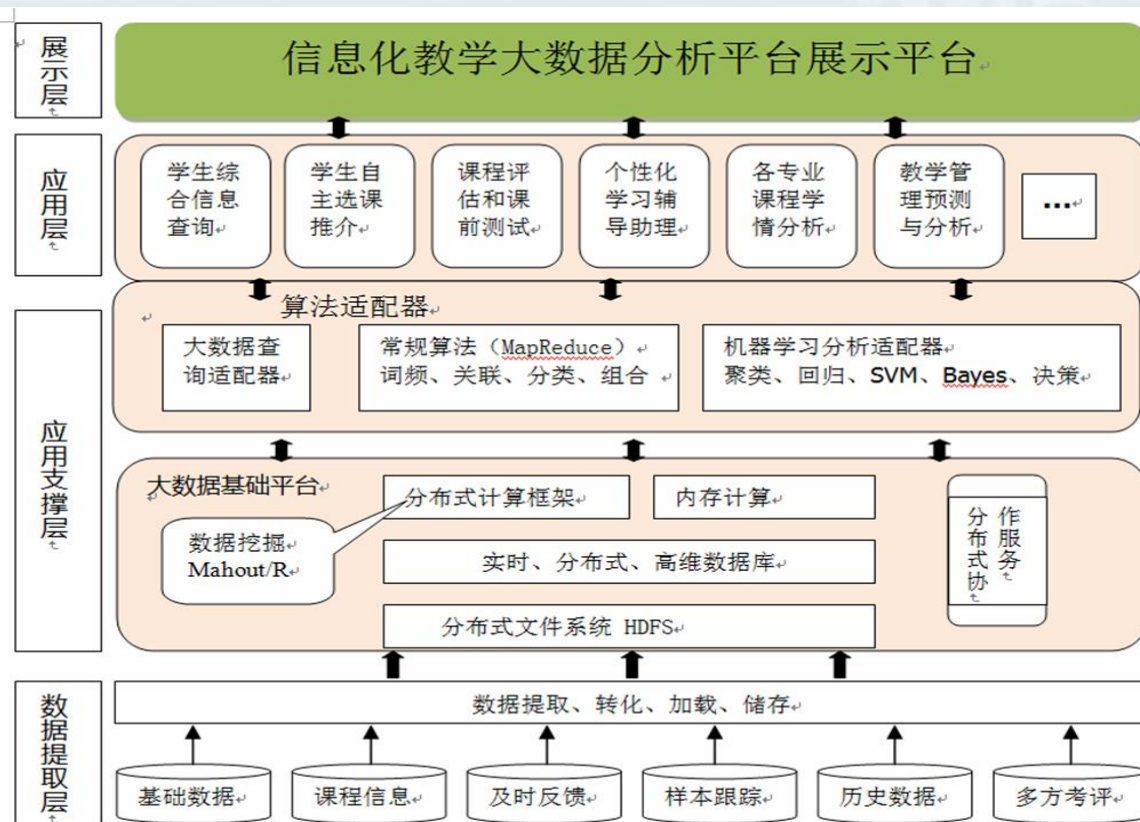 展示层
信息化教学大数据分析平台展示平台
应用层
学生综
合信息
查询
学生自
主选课
推介
课程评
估和课
前测试
个性化
学习辅
导助理
各专业
课程学
情分析
教学管
理预测
与分析
…
应用支撑层
算法适配器
大数据查
询适配器
常规算法（MapReduce）
词频、关联、分类、组合
机器学习分析适配器
聚类、回归、SVM、Bayes、决策
大数据基础平台
数据挖掘
Mahout/R
分布式计算框架
内存计算
实时、分布式、高维数据库
分布式文件系统 HDFS
分布式协
作服务
数据提取层
数据提取、转化、加载、储存
基础数据
课程信息
及时反馈
样本跟踪
历史数据
多方考评